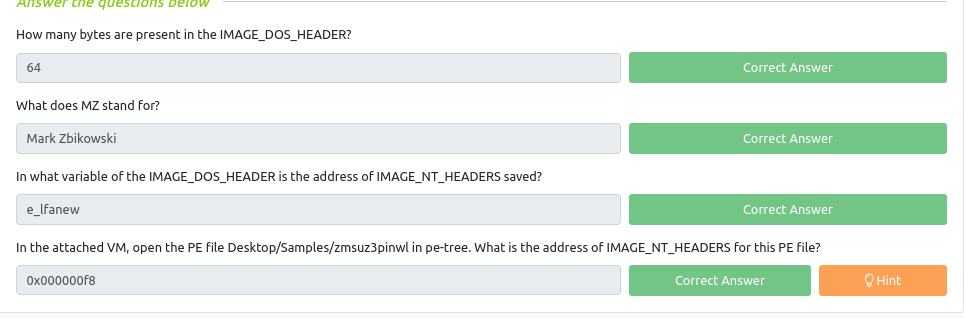 Answer the questions below
How many bytes are present in the IMAGE_DOS_HEADER?
64
Correct Answer
What does MZ stand for?
Mark Zbikowski
Correct Answer
In what variable of the IMAGE_DOS_HEADER is the address of IMAGE_NT_HEADERS saved?
e_lfanew
Correct Answer
In the attached VM, open the PE file Desktop/Samples/zmsuz3pinwl in pe-tree. What is the address of IMAGE_NT_HEADERS for this PE file?
0x000000f8
Correct Answer
Hint